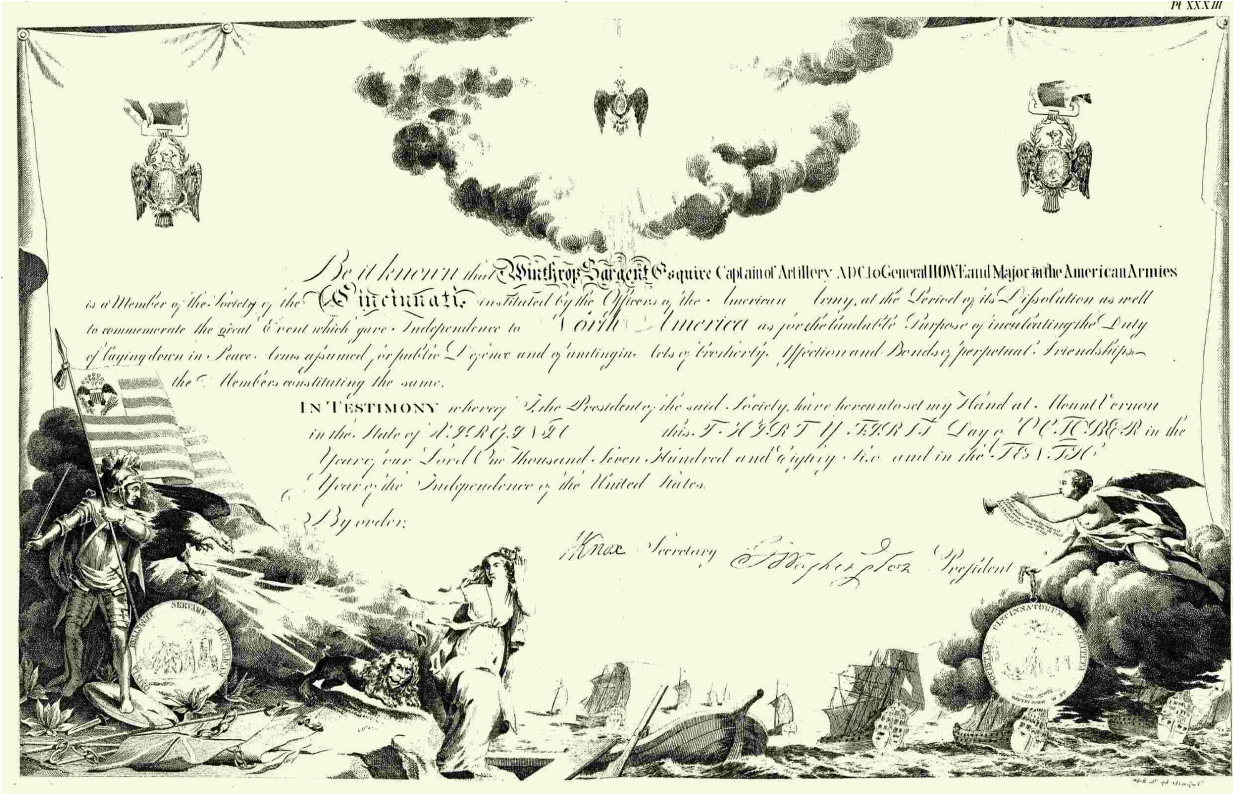 Pl XXXIII
Be it known that Winthrop Sargent Esquire Captain of Artillery ADC. to General HOWE and Major in the American Armies
is a Member of the Society of the Cincinnati, instituted by the Officers of the American Army, at the Period of its Dissolution as well
to commemorate the great Event which gave Independence to North America as for the laudable Purpose of inculcating the Duty
of laying down in Peace Arms assumed for public Defence and of uniting in Acts of brotherly Affection and Bonds of perpetual Friendship
the Members constituting the same.
IN TESTIMONY whereof I, the President of the said Society, have hereunto set my Hand at Mount Vernon
in the State of VIRGINIA this THIRTY FIRST Day of OCTOBER in the
Year of our Lord One Thousand Seven Hundred and Eighty Six and in the TENTH
Year of the Independence of the United States.
By order,
HKnox Secretary GWashington President
SERVARE
CINCINNATORUM